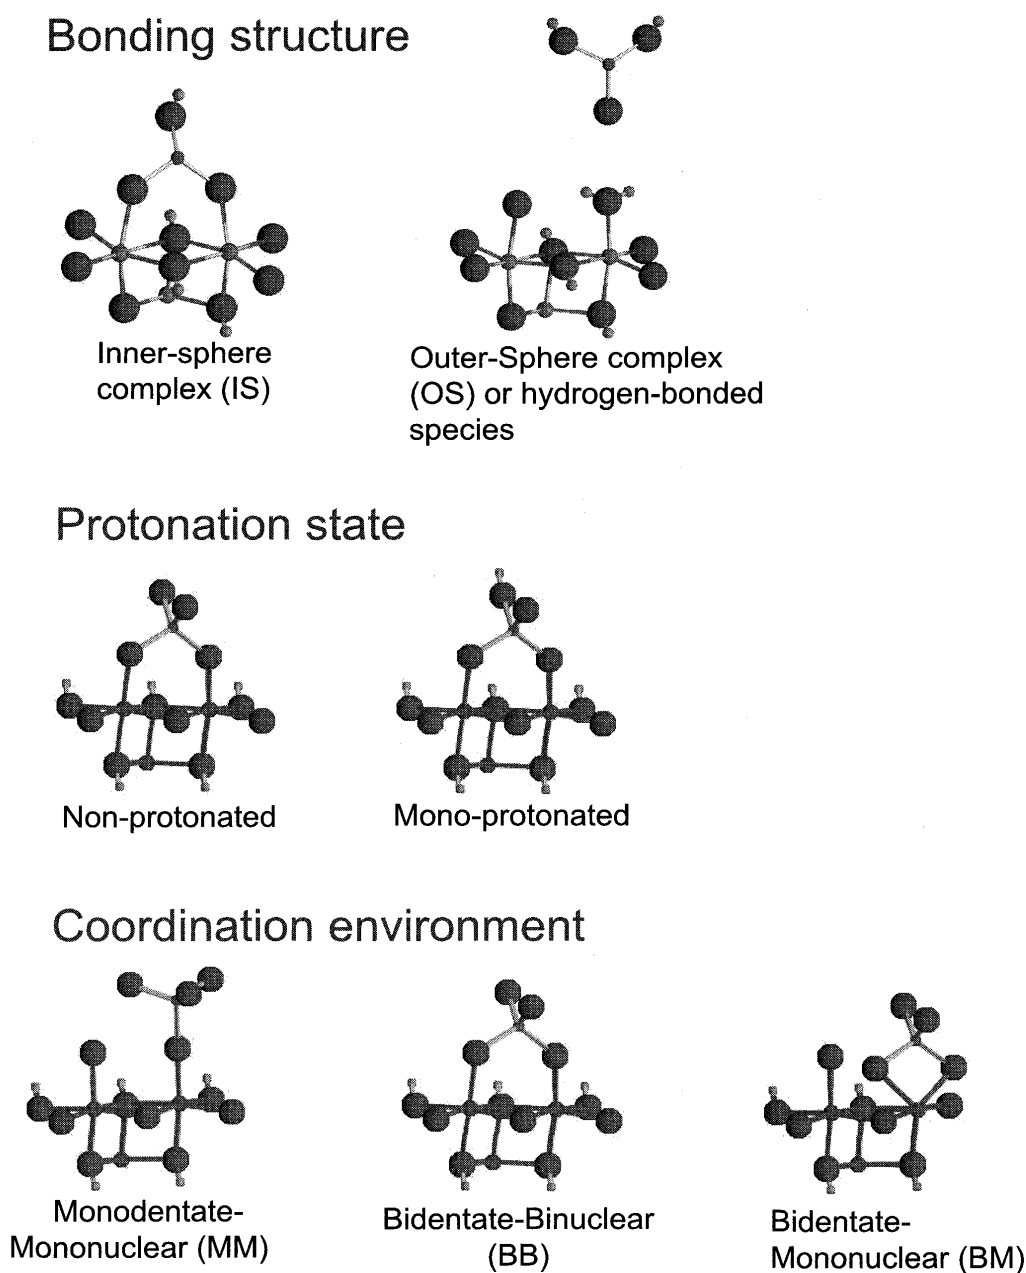 Bonding structure
Inner-sphere
complex (IS)
Outer-Sphere complex
(OS) or hydrogen-bonded
species
Protonation state
Non-protonated
Mono-protonated
Coordination environment
Monodentate-
Mononuclear (MM)
Bidentate-Binuclear
(BB)
Bidentate-
Mononuclear (BM)